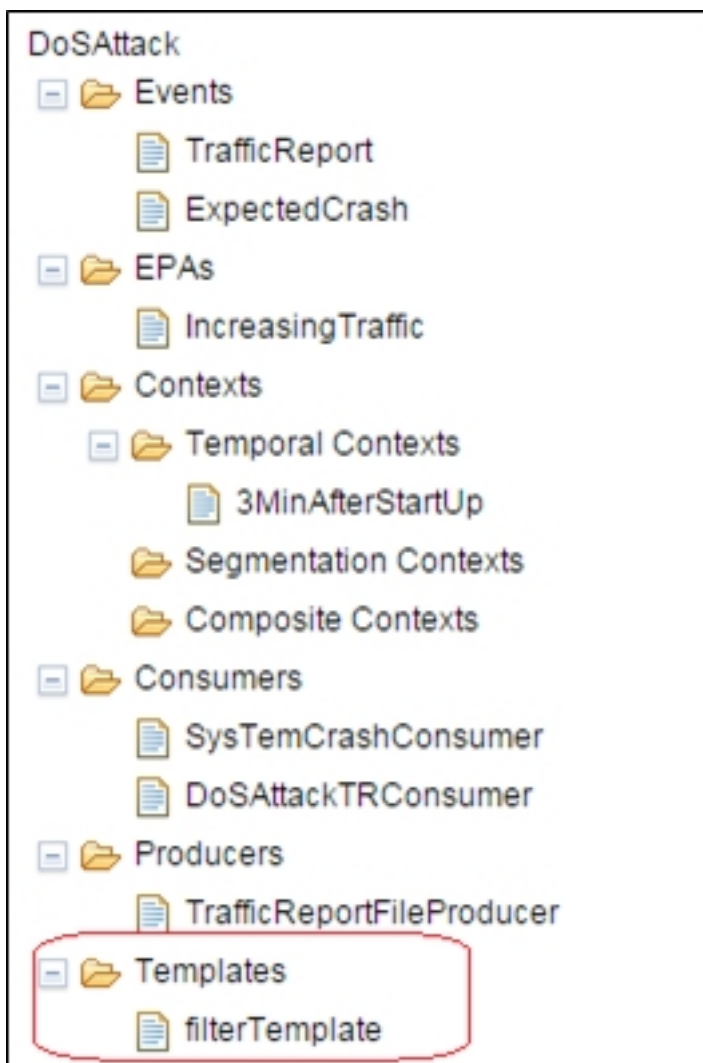 DoSAttack
Events
TrafficReport
ExpectedCrash
EPAs
IncreasingTraffic
Contexts
Temporal Contexts
3MinAfterStartUp
Segmentation Contexts
Composite Contexts
Consumers
SysTemCrashConsumer
DoSAttackTRConsumer
Producers
TrafficReportFileProducer
Templates
filterTemplate